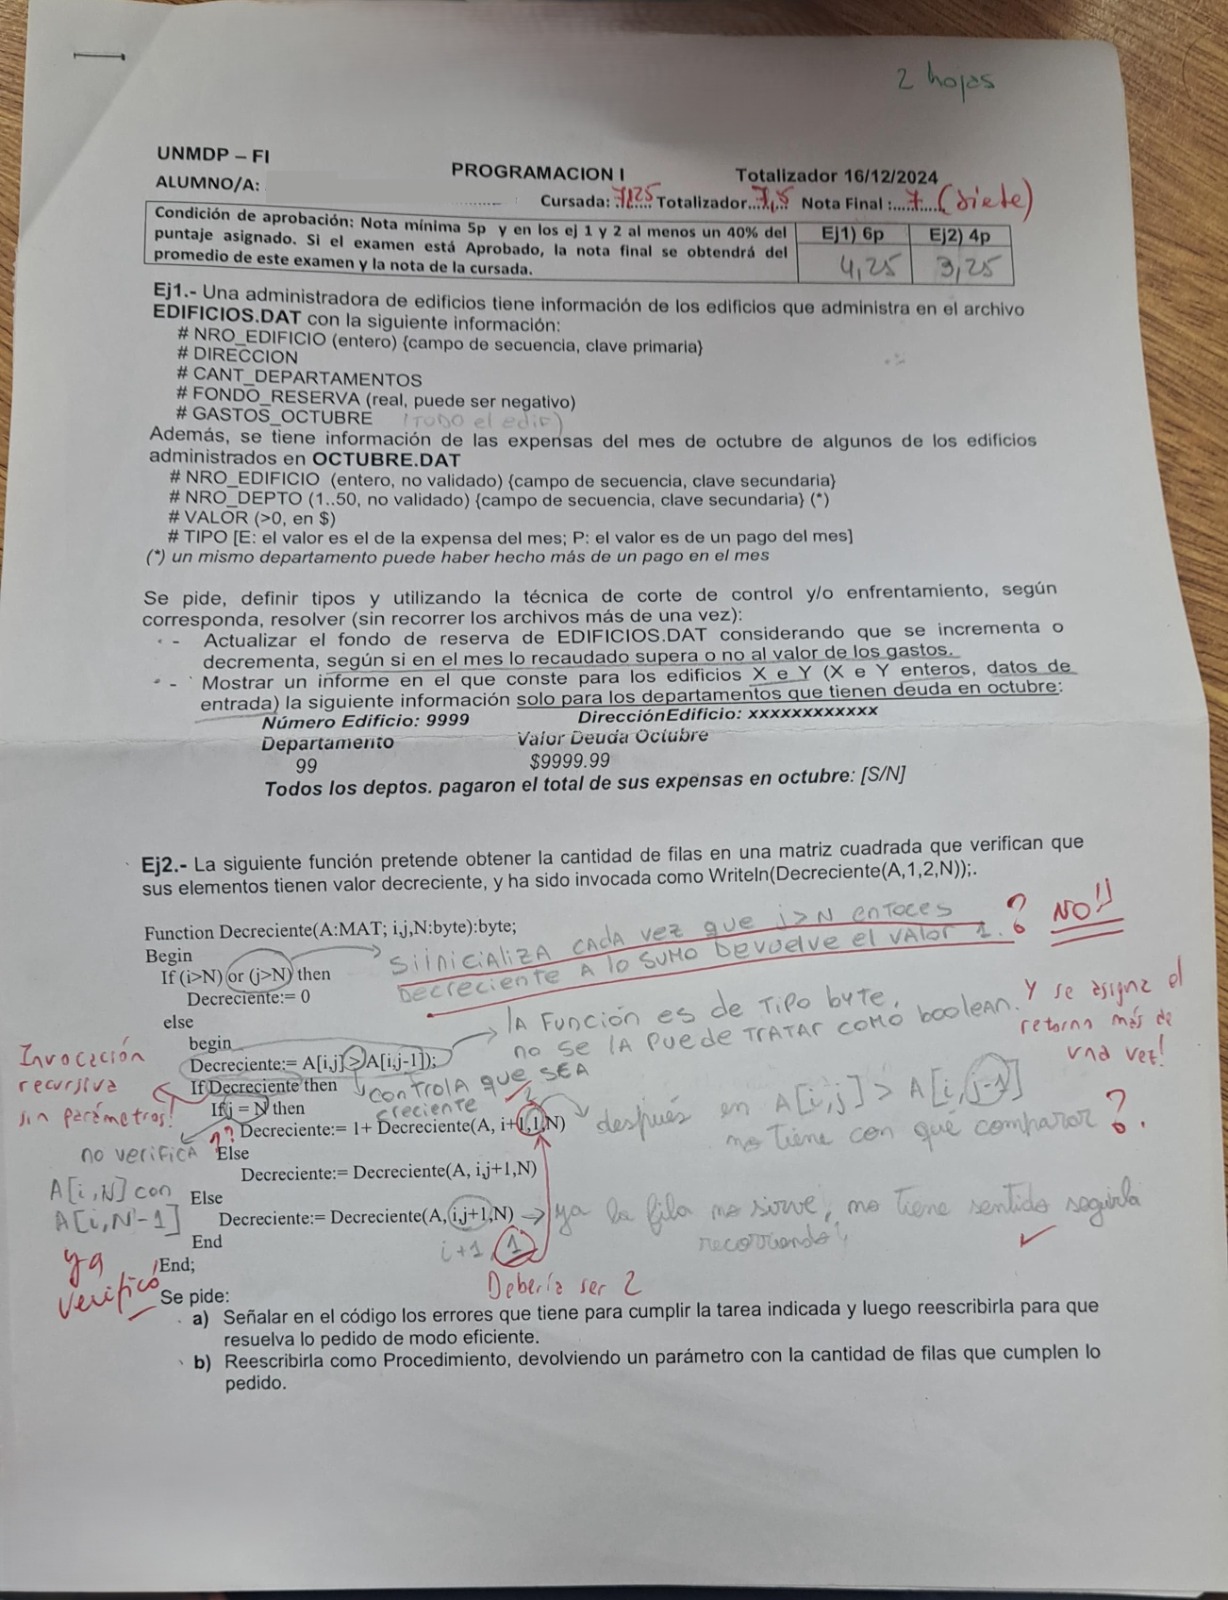 2 hojas
UNMDP – FI
PROGRAMACION I
Totalizador 16/12/2024
ALUMNO/A:
Cursada: 7,25 Totalizador 7,5 Nota Final: 7 (siete)
Condición de aprobación: Nota mínima 5p y en los ej 1 y 2 al menos un 40% del
puntaje asignado. Si el examen está Aprobado, la nota final se obtendrá del
promedio de este examen y la nota de la cursada.
Ej1) 6p Ej2) 4p
4,25 3,25
Ej1.- Una administradora de edificios tiene información de los edificios que administra en el archivo
EDIFICIOS.DAT con la siguiente información:
# NRO_EDIFICIO (entero) {campo de secuencia, clave primaria}
# DIRECCION
# CANT_DEPARTAMENTOS
# FONDO_RESERVA (real, puede ser negativo)
# GASTOS_OCTUBRE (TODO el edif)
Además, se tiene información de las expensas del mes de octubre de algunos de los edificios
administrados en OCTUBRE.DAT
# NRO_EDIFICIO (entero, no validado) {campo de secuencia, clave secundaria}
# NRO_DEPTO (1..50, no validado) {campo de secuencia, clave secundaria} (*)
# VALOR (>0, en $)
# TIPO [E: el valor es el de la expensa del mes; P: el valor es de un pago del mes]
(*) un mismo departamento puede haber hecho más de un pago en el mes
Se pide, definir tipos y utilizando la técnica de corte de control y/o enfrentamiento, según
corresponda, resolver (sin recorrer los archivos más de una vez):
- Actualizar el fondo de reserva de EDIFICIOS.DAT considerando que se incrementa o
decrementa, según si en el mes lo recaudado supera o no al valor de los gastos.
- Mostrar un informe en el que conste para los edificios X e Y (X e Y enteros, datos de
entrada) la siguiente información solo para los departamentos que tienen deuda en octubre:
Número Edificio: 9999 DirecciónEdificio: xxxxxxxxxxxx
Departamento Valor Deuda Octubre
99 $9999.99
Todos los deptos. pagaron el total de sus expensas en octubre: [S/N]
Ej2.- La siguiente función pretende obtener la cantidad de filas en una matriz cuadrada que verifican que
sus elementos tienen valor decreciente, y ha sido invocada como Writeln(Decreciente(A,1,2,N));.
Function Decreciente(A:MAT; i,j,N:byte):byte;
Begin
If (i>N) or (j>N) then
Decreciente:= 0
SI INICIALIZA CADA VEZ que j>N entoces
Decreciente A lo SUMO DEVUELVE el VALOR 1. ? NO!!
else
begin
Decreciente:= A[i,j] > A[i,j-1]);
lA FUNCIÓN es de TIPO byte,
no se lA puede TRATAR COMO boolean.
Y se asigna el
retorno más de
una vez!
Invocación
recursiva
sin parámetros!
If Decreciente then
controlA que SEA
creciente
If j = N then
Decreciente:= 1+ Decreciente(A, i+1,1,N)
2
después en A[i,j] > A[i,j-1]
no tiene con que comparar ?
no verificA
A[i,N] con
A[i,N-1]
??
ya
verificó
Else
Decreciente:= Decreciente(A, i,j+1,N)
Else
Decreciente:= Decreciente(A, i,j+1,N)
ya la fila no sirve, no tiene sentido seguirla
recorriendo
i+1, 1
Debería ser 2
End
End;
Se pide:
a) Señalar en el código los errores que tiene para cumplir la tarea indicada y luego reescribirla para que
resuelva lo pedido de modo eficiente.
b) Reescribirla como Procedimiento, devolviendo un parámetro con la cantidad de filas que cumplen lo
pedido.